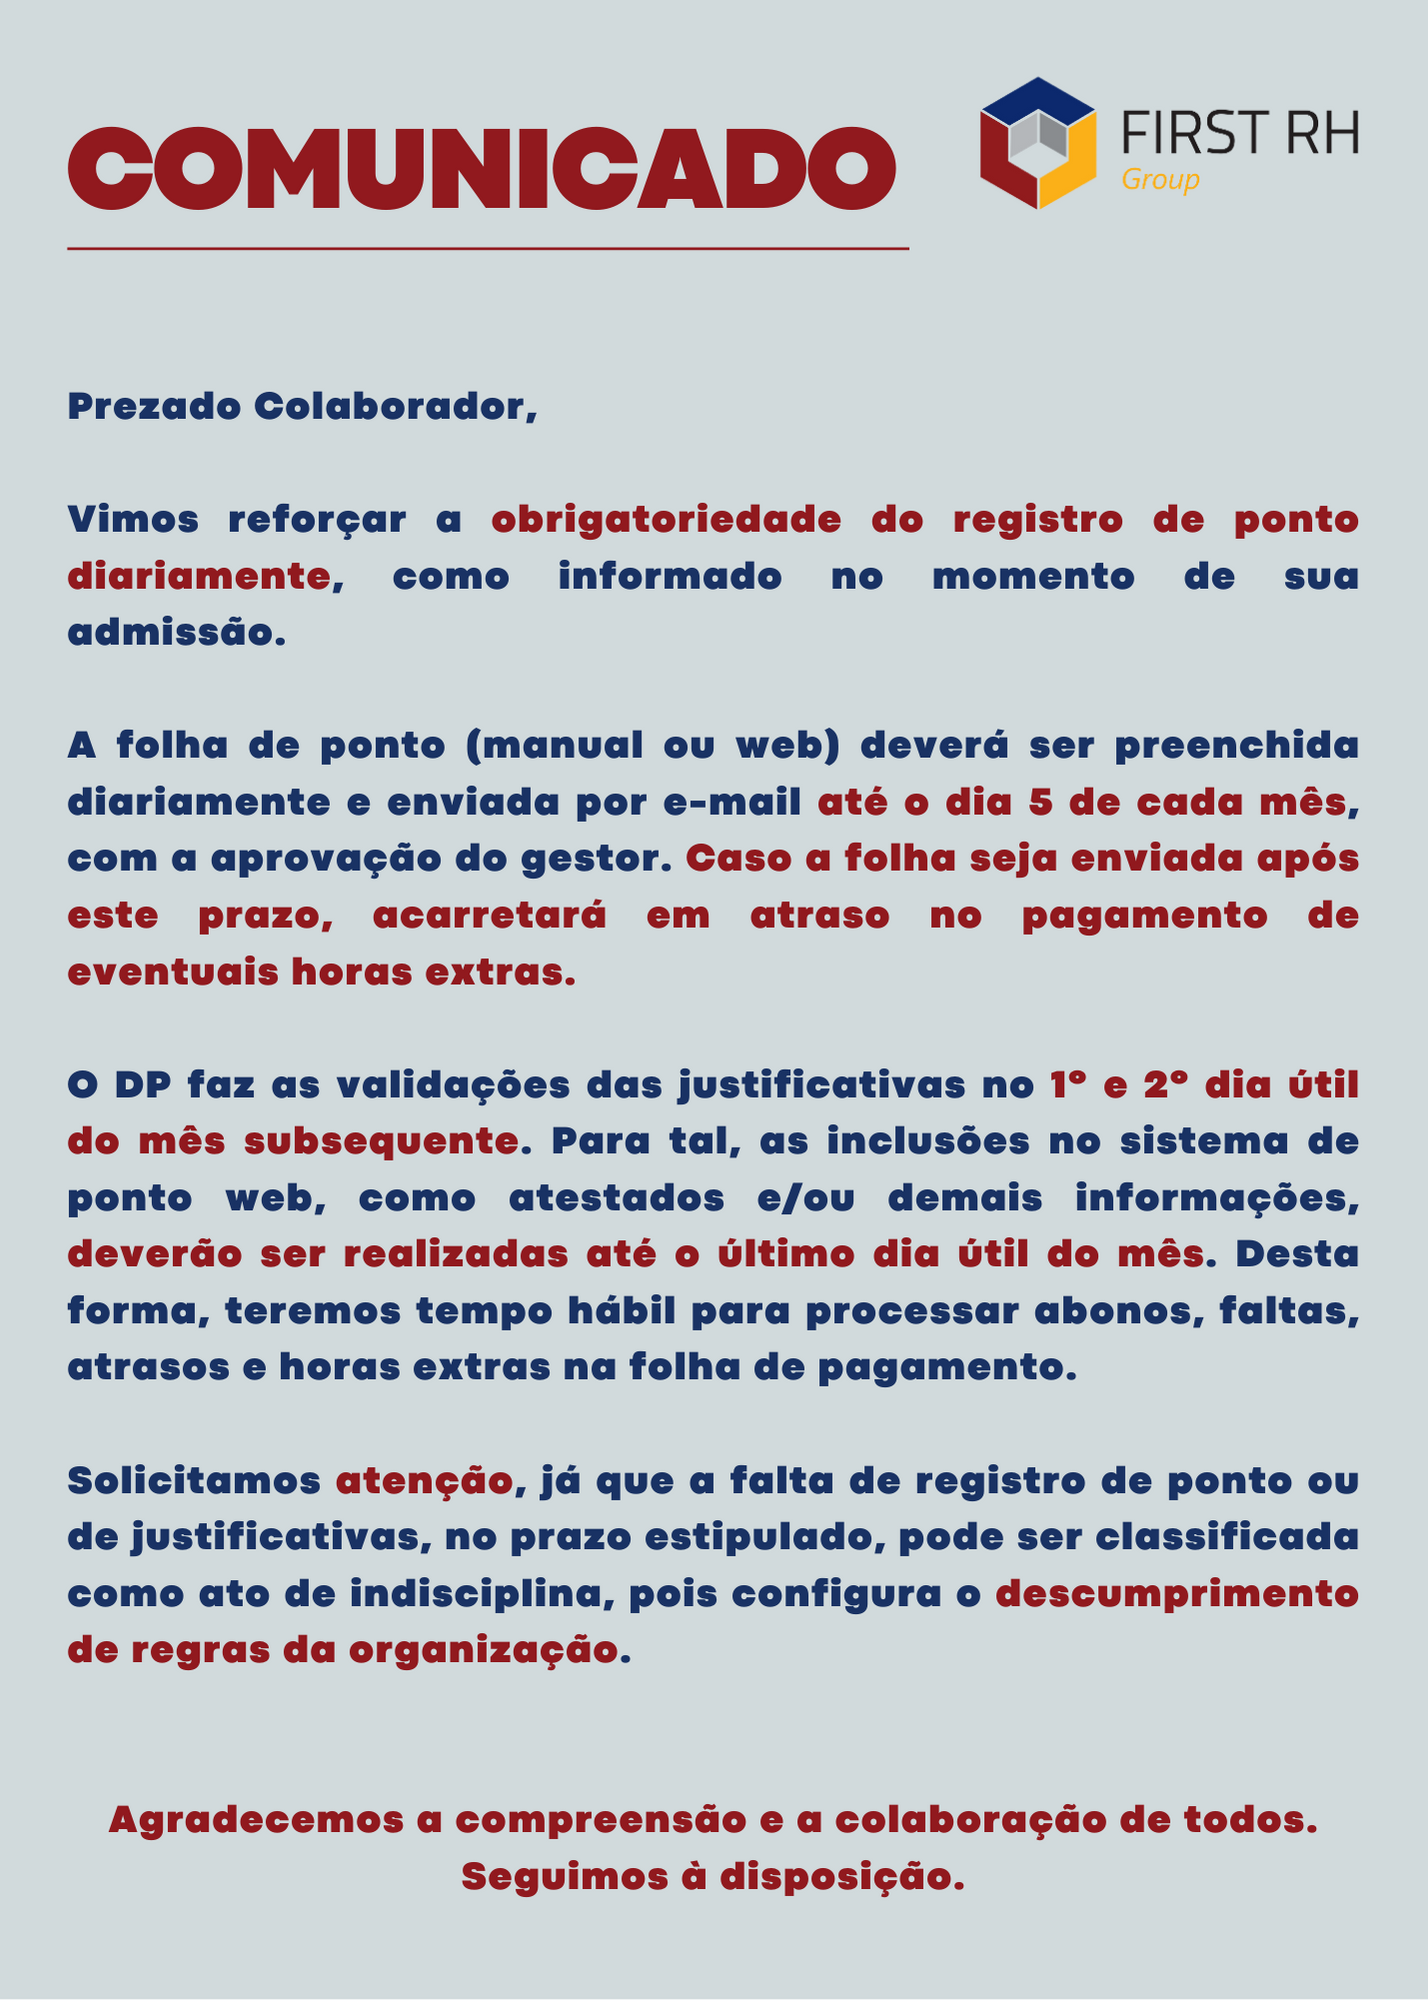 COMUNICADO
FIRST RH
Group
Prezado Colaborador,
Vimos reforçar a obrigatoriedade do registro de ponto
diariamente, como informado no momento de sua
admissão.
A folha de ponto (manual ou web) deverá ser preenchida
diariamente e enviada por e-mail até o dia 5 de cada mês,
com a aprovação do gestor. Caso a folha seja enviada após
este prazo, acarretará em atraso no pagamento de
eventuais horas extras.
O DP faz as validações das justificativas no 1º e 2º dia útil
do mês subsequente. Para tal, as inclusões no sistema de
ponto web, como atestados e/ou demais informações,
deverão ser realizadas até o último dia útil do mês. Desta
forma, teremos tempo hábil para processar abonos, faltas,
atrasos e horas extras na folha de pagamento.
Solicitamos atenção, já que a falta de registro de ponto ou
de justificativas, no prazo estipulado, pode ser classificada
como ato de indisciplina, pois configura o descumprimento
de regras da organização.
Agradecemos a compreensão e a colaboração de todos.
Seguimos à disposição.